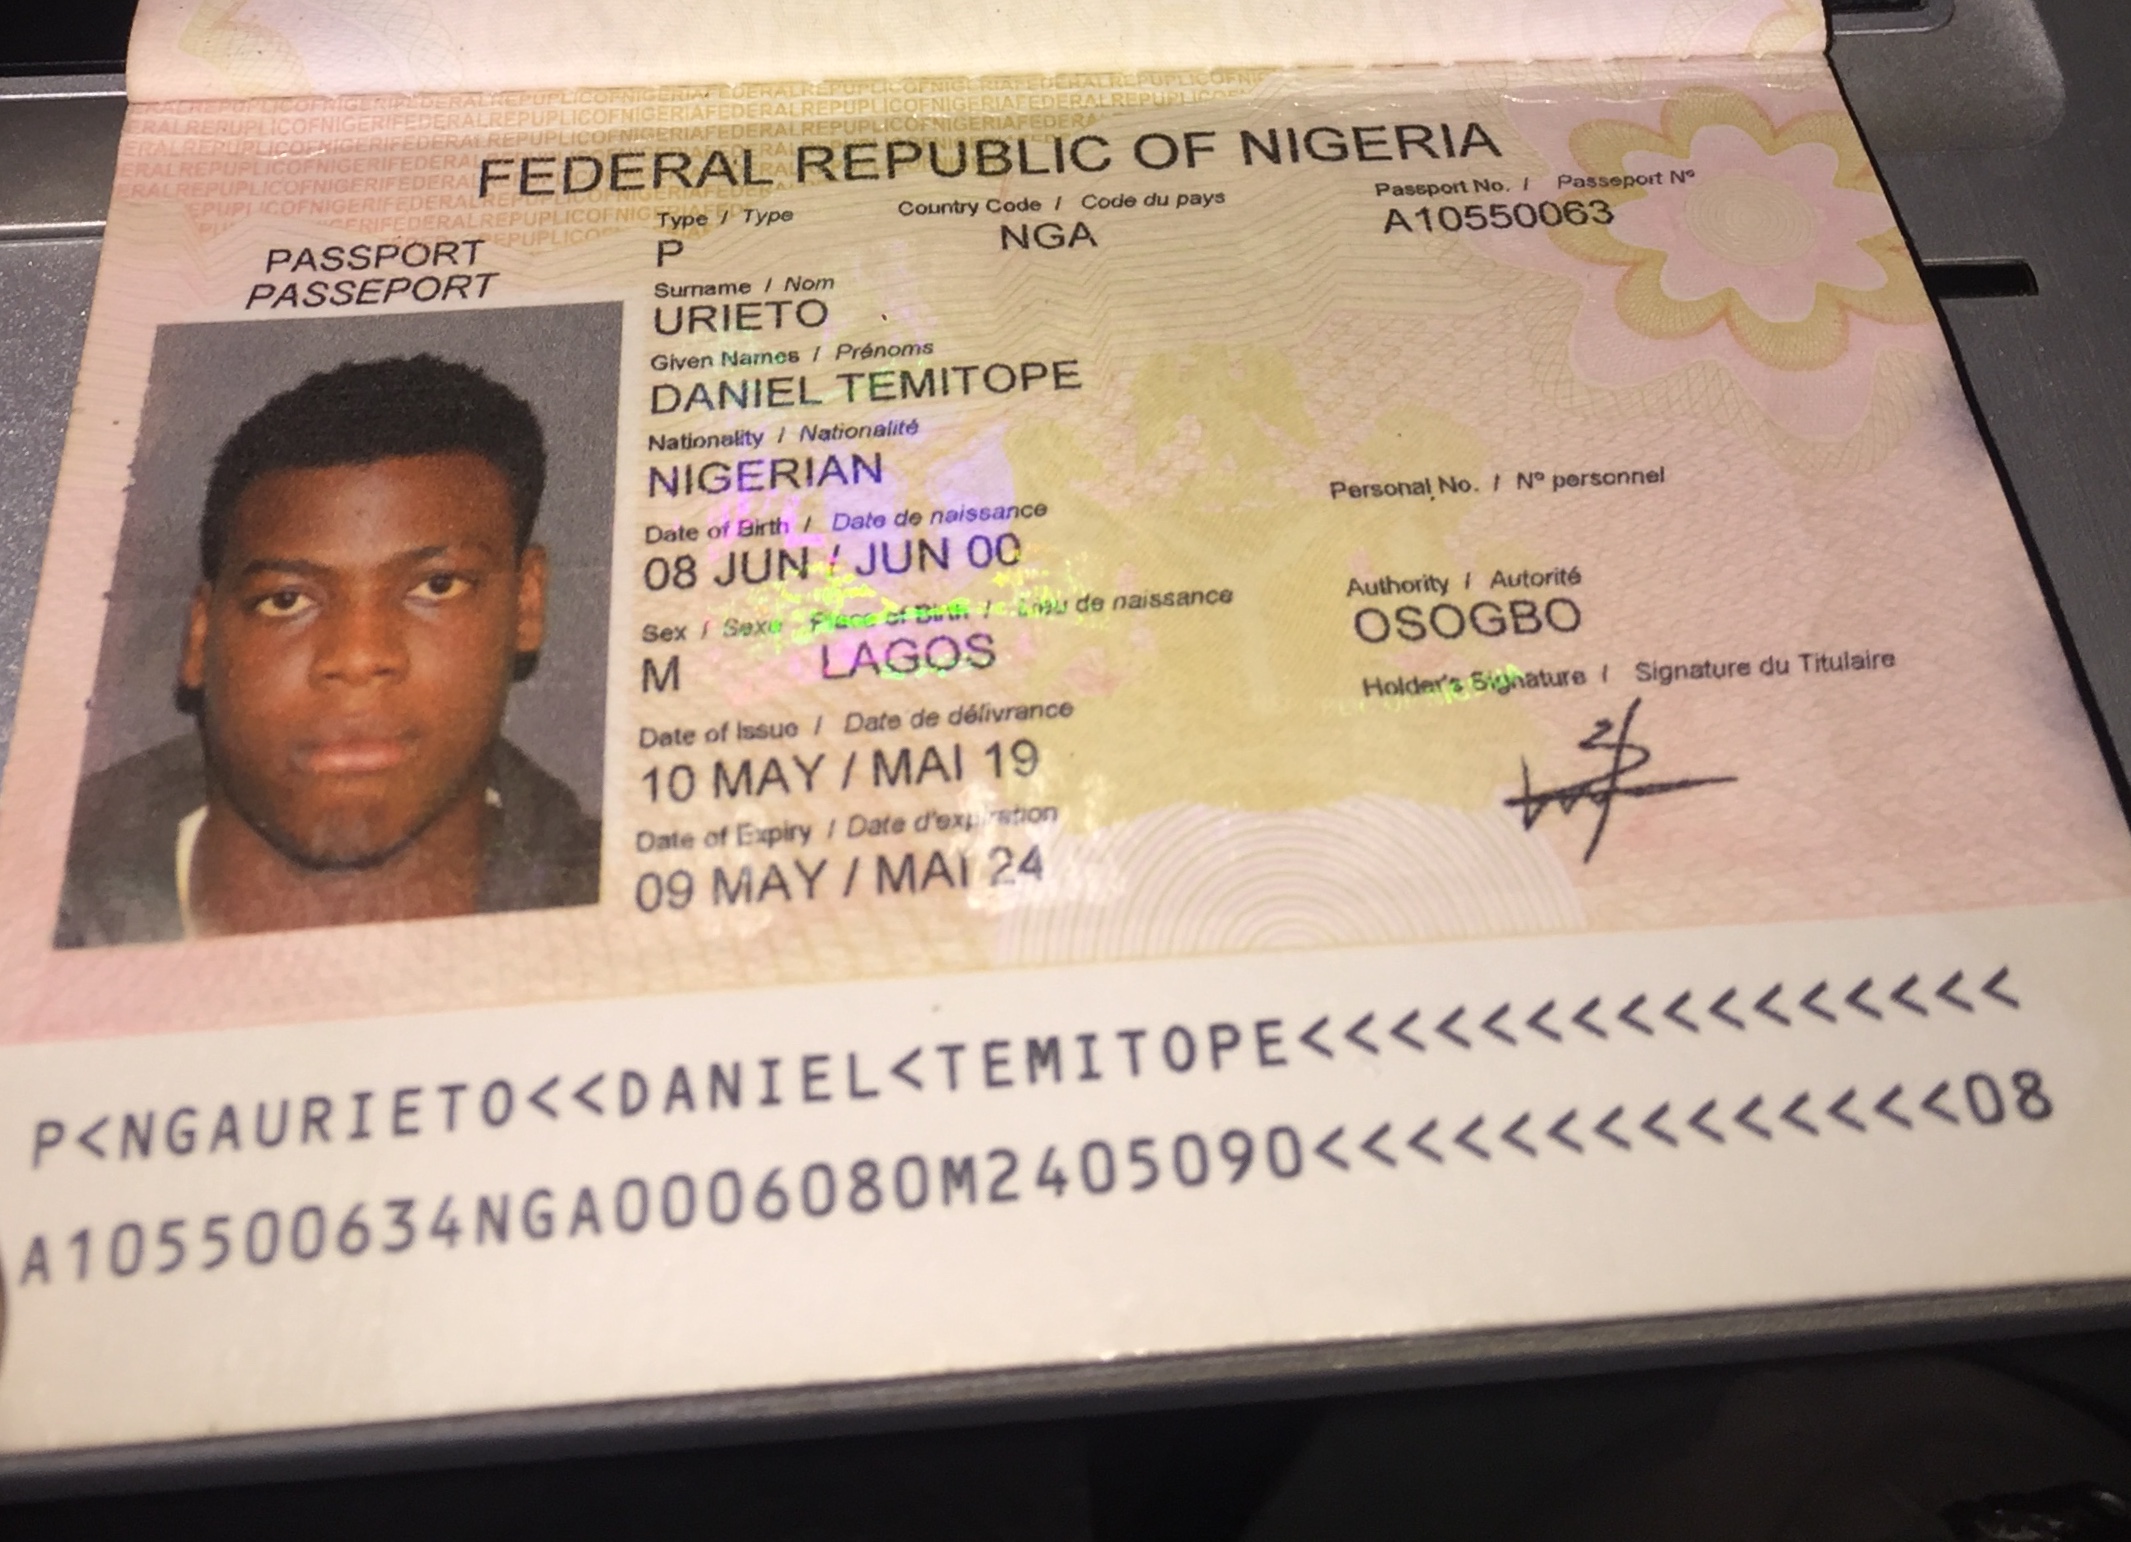 FEDERAL REPUBLIC OF NIGERIA
PASSPORT
PASSEPORT
Type / Type
Country Code / Code du pays
Passport No. / Passeport Nº
P
NGA
A10550063
Surname / Nom
URIETO
Given Names / Prénoms
DANIEL TEMITOPE
Nationality / Nationalité
NIGERIAN
Personal No. / Nº personnel
Date of Birth / Date de naissance
08 JUN / JUN 00
Sex / Sexe Place of Birth / Lieu de naissance
M LAGOS
Authority / Autorité
OSOGBO
Date of Issue / Date de délivrance
10 MAY / MAI 19
Holder's Signature / Signature du Titulaire
Date of Expiry / Date d'expiration
09 MAY / MAI 24
P<NGAURIETO<<DANIEL<TEMITOPE<<<<<<<<<<<<<<<<
A105500634NGA0006080M2405090<<<<<<<<<<<<<<08